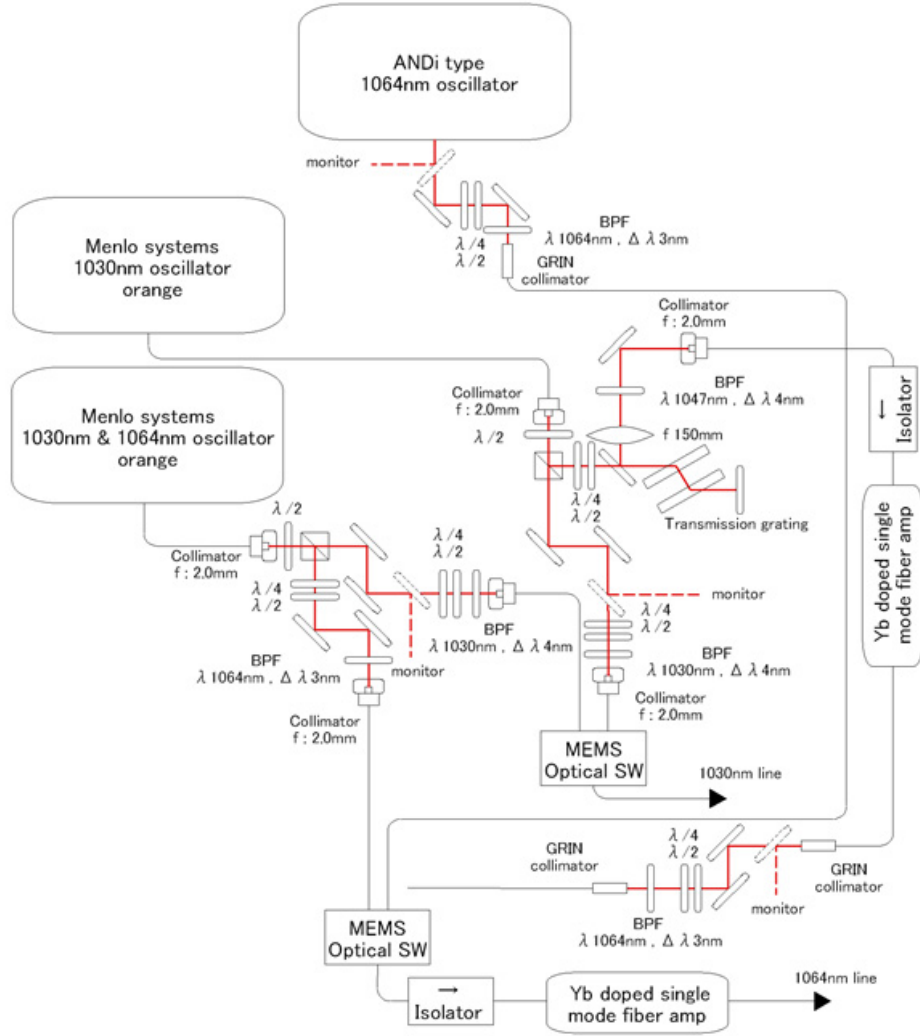 ANDi type
1064nm oscillator
monitor
λ/4
λ/2
BPF
λ 1064nm , Δ λ 3nm
GRIN
collimator
Menlo systems
1030nm oscillator
orange
Collimator
f : 2.0mm
BPF
λ 1047nm , Δ λ 4nm
←
Isolator
Menlo systems
1030nm & 1064nm oscillator
orange
Collimator
f : 2.0mm
λ/2
f 150mm
λ/4
λ/2
Transmission grating
Yb doped single
mode fiber amp
λ/2
Collimator
f : 2.0mm
λ/4
λ/2
λ/4
λ/2
BPF
λ 1030nm , Δ λ 4nm
monitor
BPF
λ 1064nm , Δ λ 3nm
Collimator
f : 2.0mm
monitor
λ/4
λ/2
BPF
λ 1030nm , Δ λ 4nm
Collimator
f : 2.0mm
MEMS
Optical SW
1030nm line
GRIN
collimator
λ/4
λ/2
BPF
λ 1064nm , Δ λ 3nm
monitor
GRIN
collimator
MEMS
Optical SW
→
Isolator
Yb doped single
mode fiber amp
1064nm line